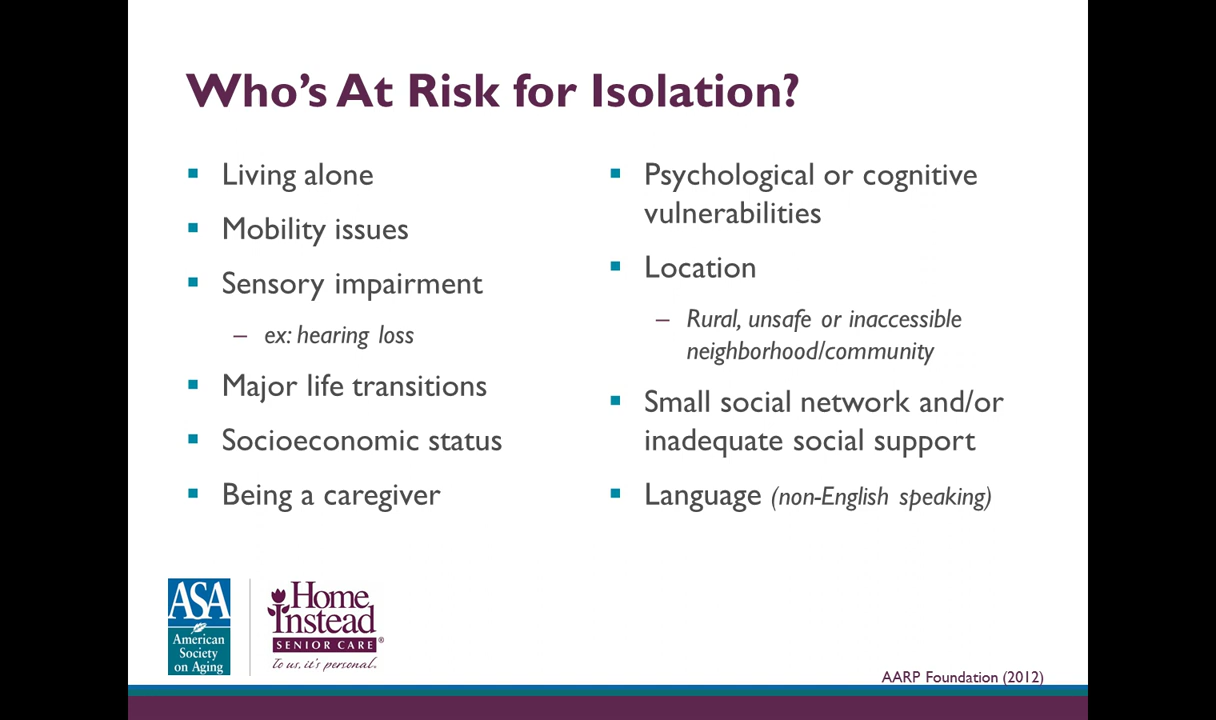 Who's At Risk for Isolation?
▪ Living alone
▪ Mobility issues
▪ Sensory impairment
– ex: hearing loss
▪ Major life transitions
▪ Socioeconomic status
▪ Being a caregiver
▪ Psychological or cognitive
vulnerabilities
▪ Location
– Rural, unsafe or inaccessible
neighborhood/community
▪ Small social network and/or
inadequate social support
▪ Language (non-English speaking)
ASA
American
Society
on Aging
Home
Instead
SENIOR CARE®
To us, it's personal.
AARP Foundation (2012)